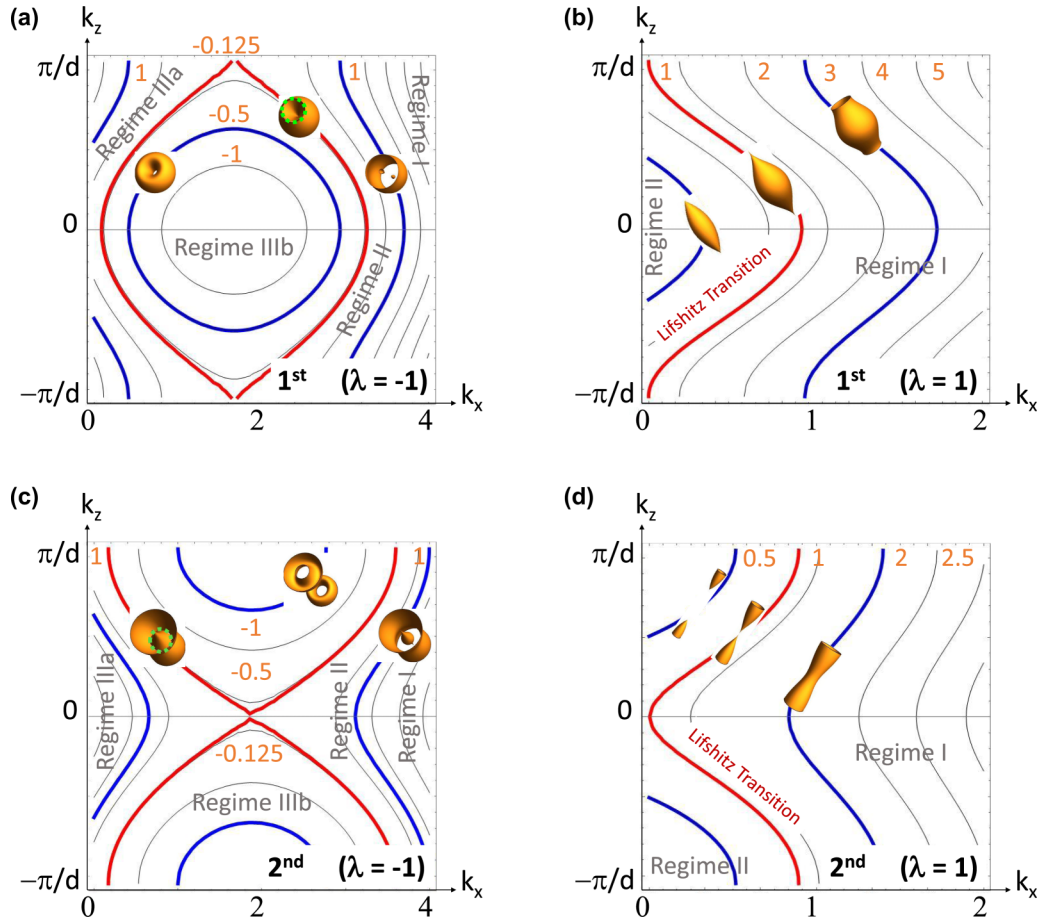 (a)
k_z
π/d
0
−π/d
1
Regime IIIa
-0.125
-0.5
-1
1
Regime I
Regime IIIb
Regime II
1st (λ = -1)
0 2 4 k_x
(b)
k_z
π/d
0
−π/d
1 2 3 4 5
Regime II
Lifshitz Transition
Regime I
1st (λ = 1)
0 1 2 k_x
(c)
k_z
π/d
0
−π/d
1
1
-1
-0.5
Regime IIIa
Regime II
Regime I
-0.125
Regime IIIb
2nd (λ = -1)
0 2 4 k_x
(d)
k_z
π/d
0
−π/d
0.5 1 2 2.5
Lifshitz Transition
Regime I
Regime II
2nd (λ = 1)
0 1 2 k_x